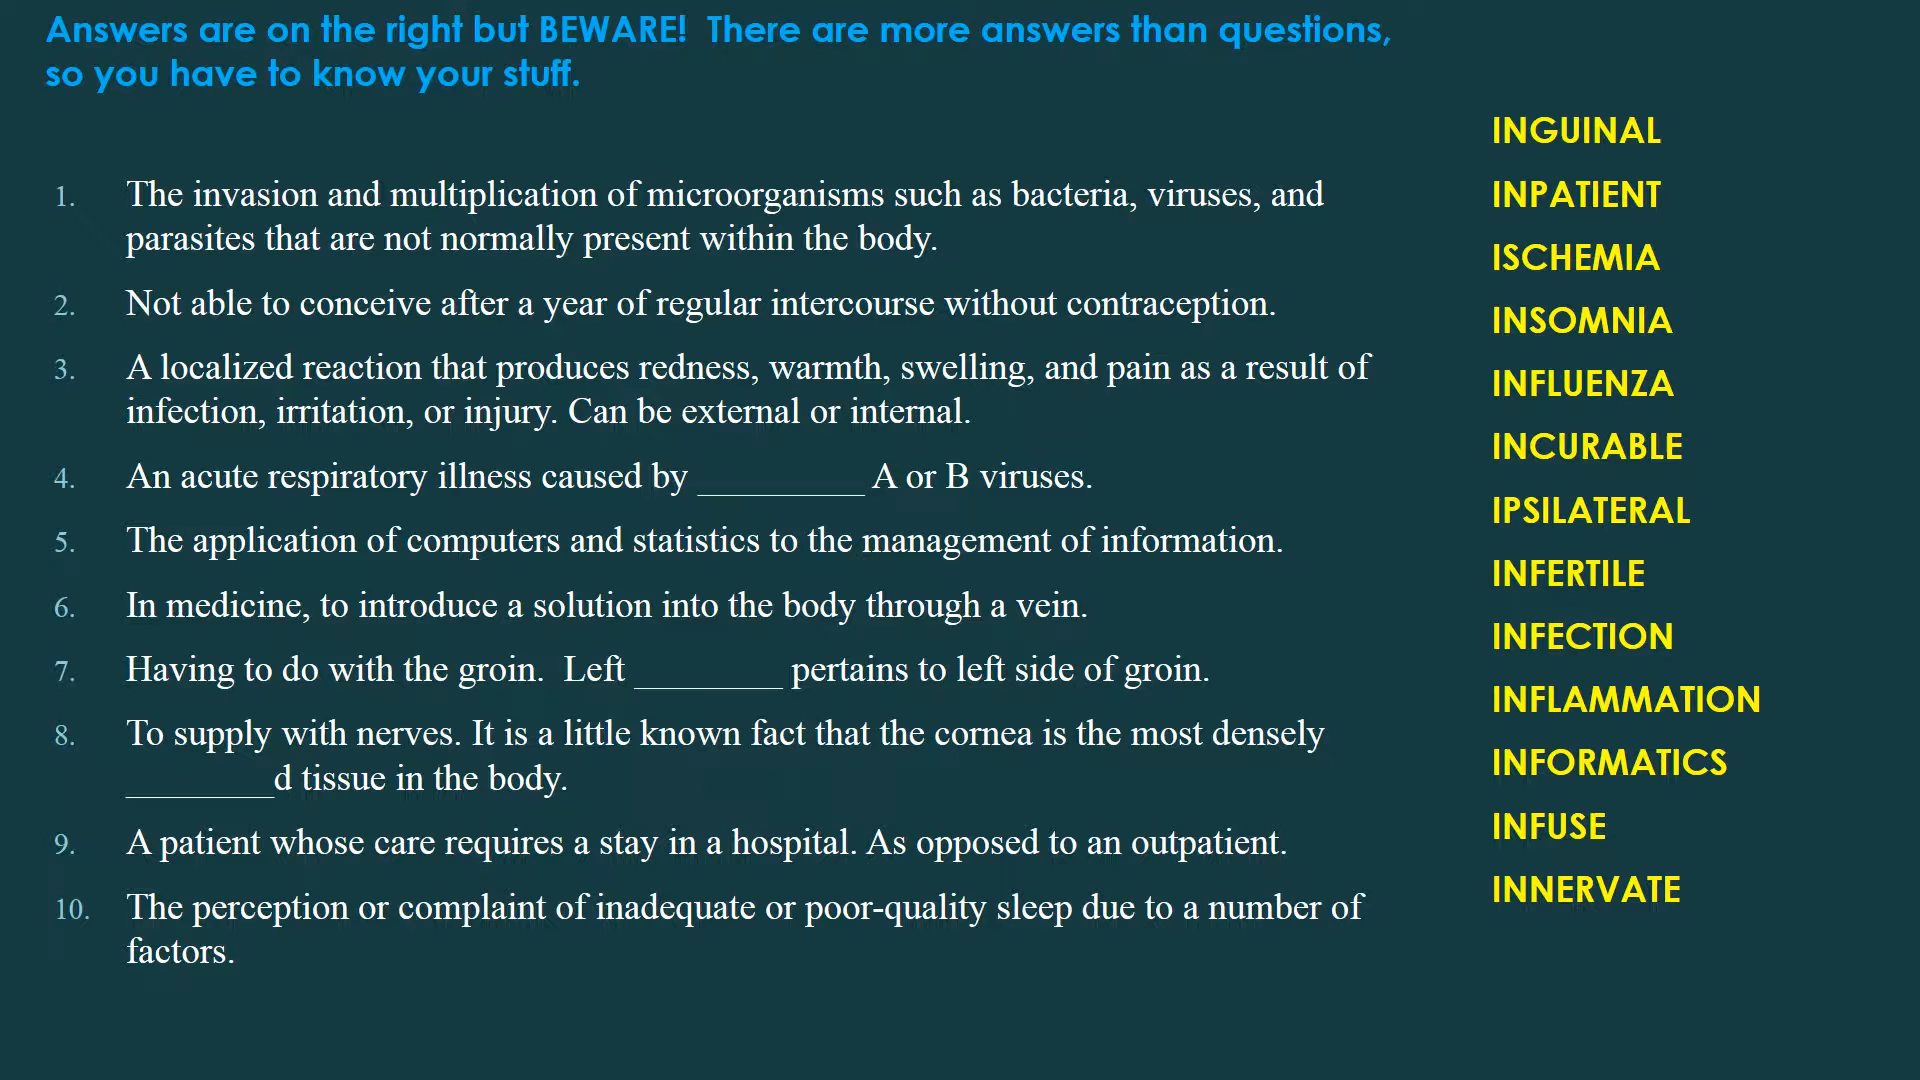 Answers are on the right but BEWARE!  There are more answers than questions,
so you have to know your stuff.
1. The invasion and multiplication of microorganisms such as bacteria, viruses, and
parasites that are not normally present within the body.
2. Not able to conceive after a year of regular intercourse without contraception.
3. A localized reaction that produces redness, warmth, swelling, and pain as a result of
infection, irritation, or injury. Can be external or internal.
4. An acute respiratory illness caused by _________ A or B viruses.
5. The application of computers and statistics to the management of information.
6. In medicine, to introduce a solution into the body through a vein.
7. Having to do with the groin.  Left ________ pertains to left side of groin.
8. To supply with nerves. It is a little known fact that the cornea is the most densely
________d tissue in the body.
9. A patient whose care requires a stay in a hospital. As opposed to an outpatient.
10. The perception or complaint of inadequate or poor-quality sleep due to a number of
factors.
INGUINAL
INPATIENT
ISCHEMIA
INSOMNIA
INFLUENZA
INCURABLE
IPSILATERAL
INFERTILE
INFECTION
INFLAMMATION
INFORMATICS
INFUSE
INNERVATE